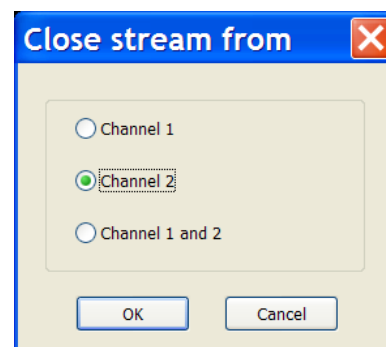 Close stream from
Channel 1
Channel 2
Channel 1 and 2
OK Cancel